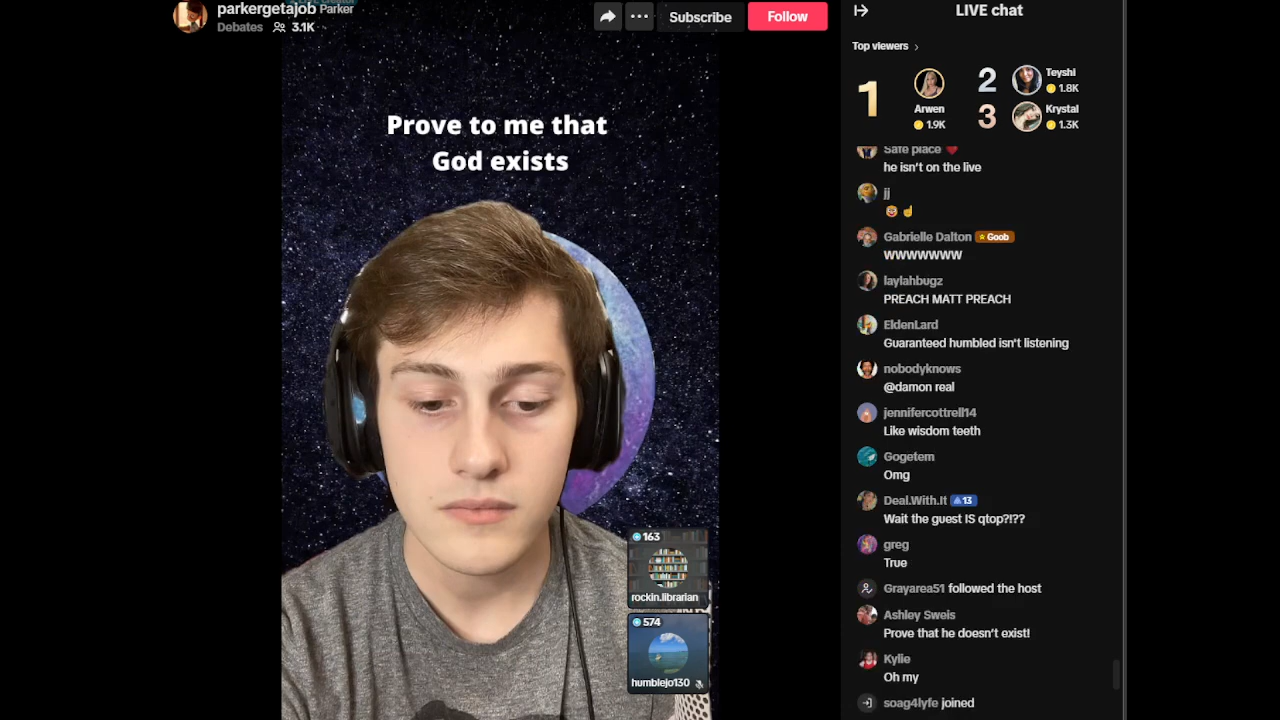 parkergetajob Parker
Debates 3.1K
Subscribe
Follow
Prove to me that
God exists
163
rockin.librarian
574
humblejo130
LIVE chat
Top viewers
1
Arwen
1.9K
2
Teyshi
1.8K
3
Krystal
1.3K
Safe place
he isn’t on the live
jj
Gabrielle Dalton Goob
WWWWWWW
laylahbugz
PREACH MATT PREACH
EldenLard
Guaranteed humbled isn't listening
nobodyknows
@damon real
jennifercottrell14
Like wisdom teeth
Gogetem
Omg
Deal.With.It 13
Wait the guest IS qtop?!??
greg
True
Grayarea51 followed the host
Ashley Sweis
Prove that he doesn’t exist!
Kylie
Oh my
soag4lyfe joined